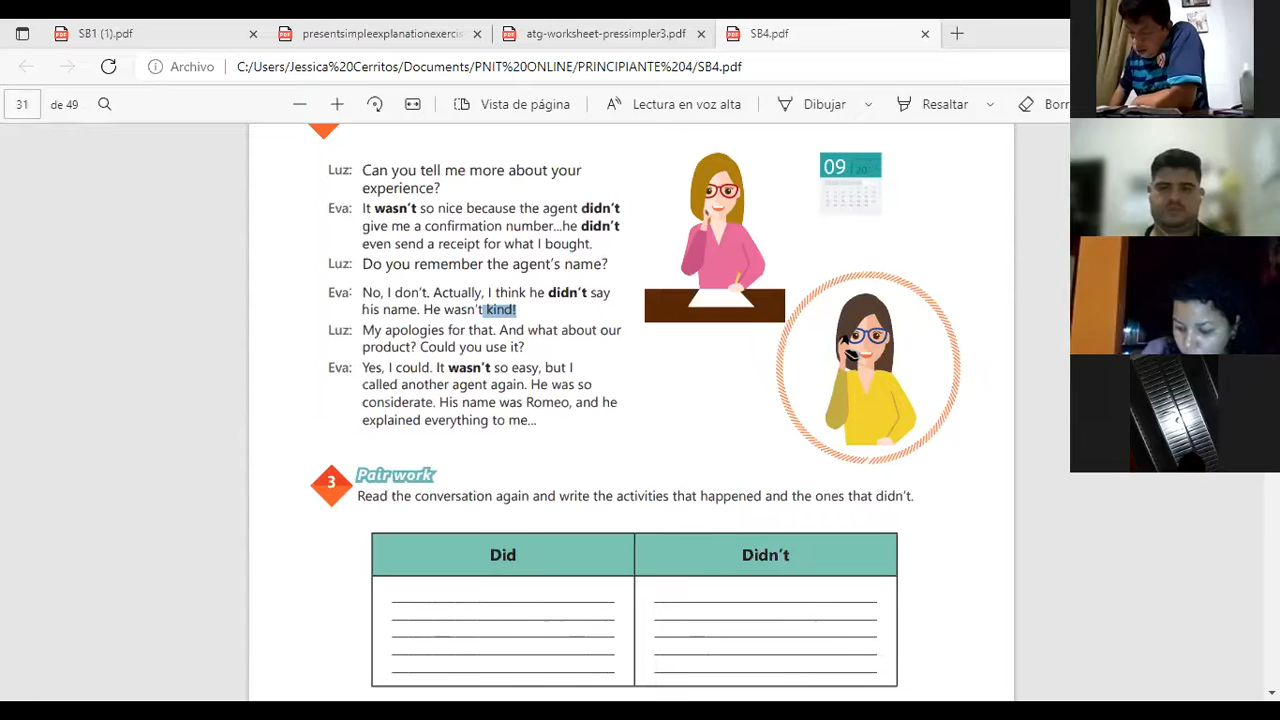 SB1 (1).pdf
presentsimpleexplanationexercis
atg-worksheet-pressimpler3.pdf
SB4.pdf
Archivo
C:/Users/Jessica%20Cerritos/Documents/PNIT%20ONLINE/PRINCIPIANTE%204/SB4.pdf
31 de 49
Vista de página
Lectura en voz alta
Dibujar
Resaltar
Borr
Luz: Can you tell me more about your
experience?
Eva: It wasn't so nice because the agent didn't
give me a confirmation number...he didn't
even send a receipt for what I bought.
Luz: Do you remember the agent's name?
Eva: No, I don't. Actually, I think he didn't say
his name. He wasn't kind!
Luz: My apologies for that. And what about our
product? Could you use it?
Eva: Yes, I could. It wasn't so easy, but I
called another agent again. He was so
considerate. His name was Romeo, and he
explained everything to me...
09
3 Pair work
Read the conversation again and write the activities that happened and the ones that didn't.
Did
Didn't